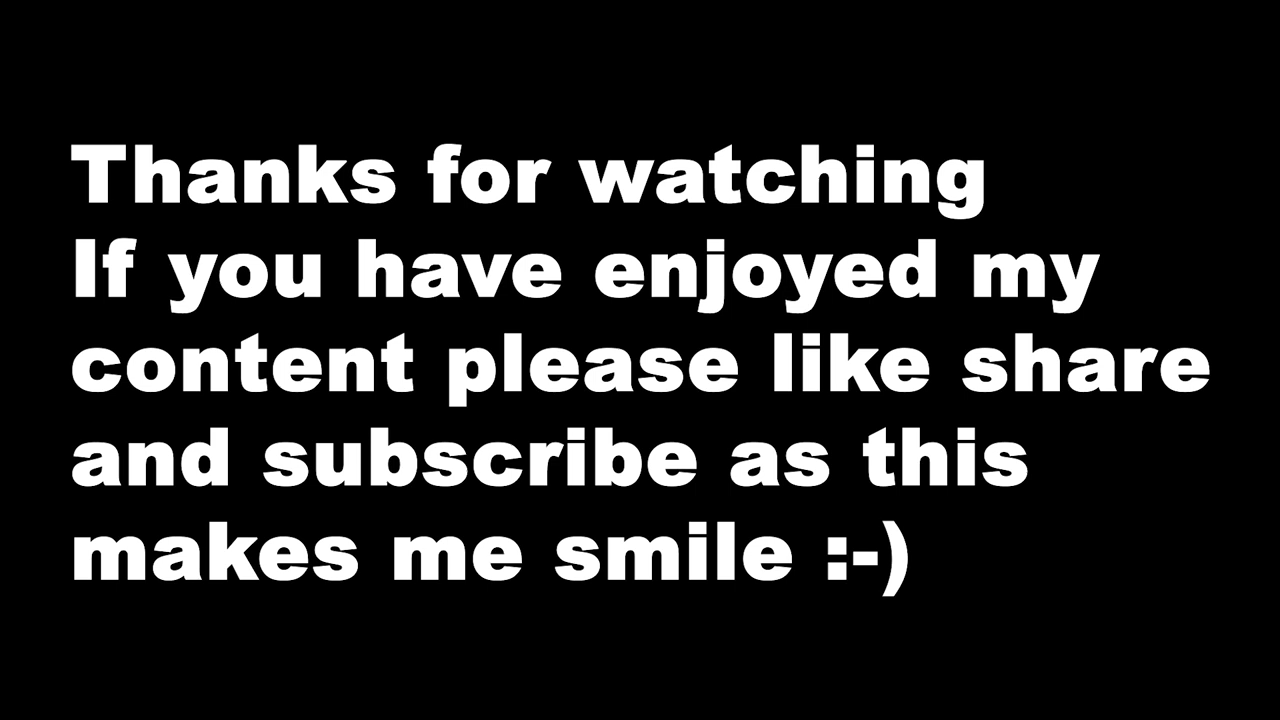 Thanks for watching
If you have enjoyed my
content please like share
and subscribe as this
makes me smile :-)